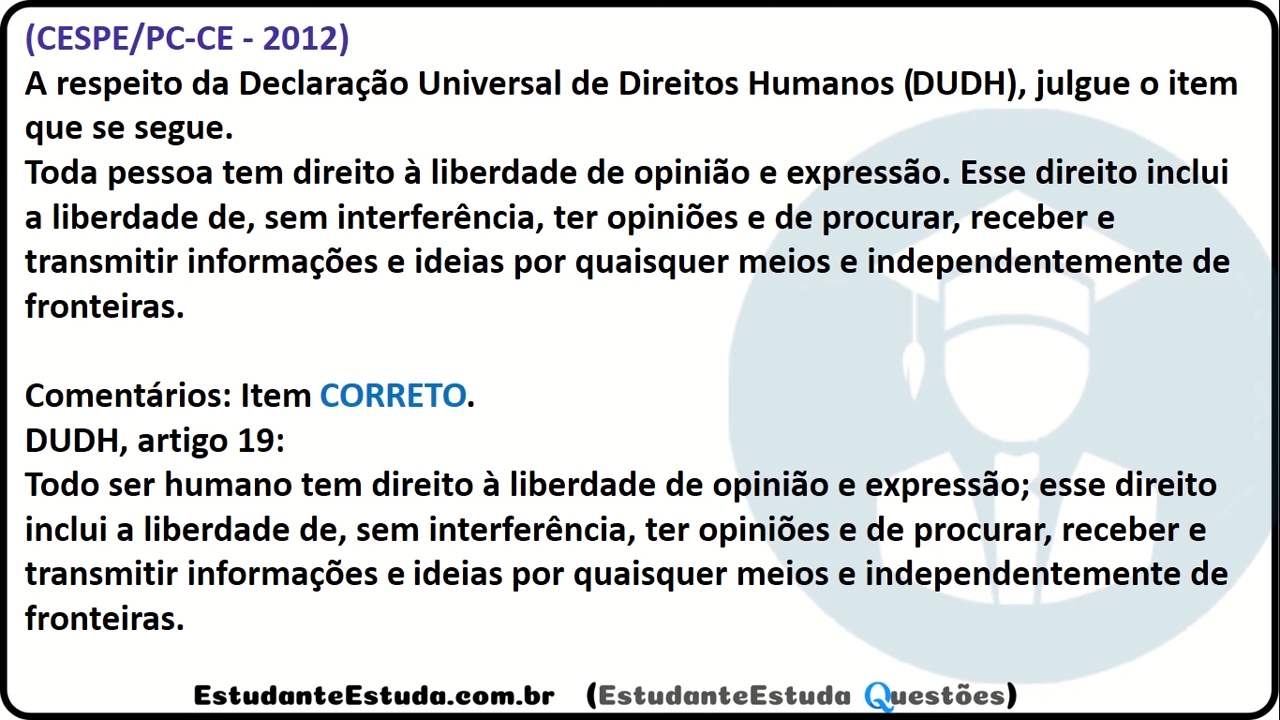 (CESPE/PC-CE - 2012)
A respeito da Declaração Universal de Direitos Humanos (DUDH), julgue o item
que se segue.
Toda pessoa tem direito à liberdade de opinião e expressão. Esse direito inclui
a liberdade de, sem interferência, ter opiniões e de procurar, receber e
transmitir informações e ideias por quaisquer meios e independentemente de
fronteiras.
Comentários: Item CORRETO.
DUDH, artigo 19:
Todo ser humano tem direito à liberdade de opinião e expressão; esse direito
inclui a liberdade de, sem interferência, ter opiniões e de procurar, receber e
transmitir informações e ideias por quaisquer meios e independentemente de
fronteiras.
EstudanteEstuda.com.br (EstudanteEstuda Questões)